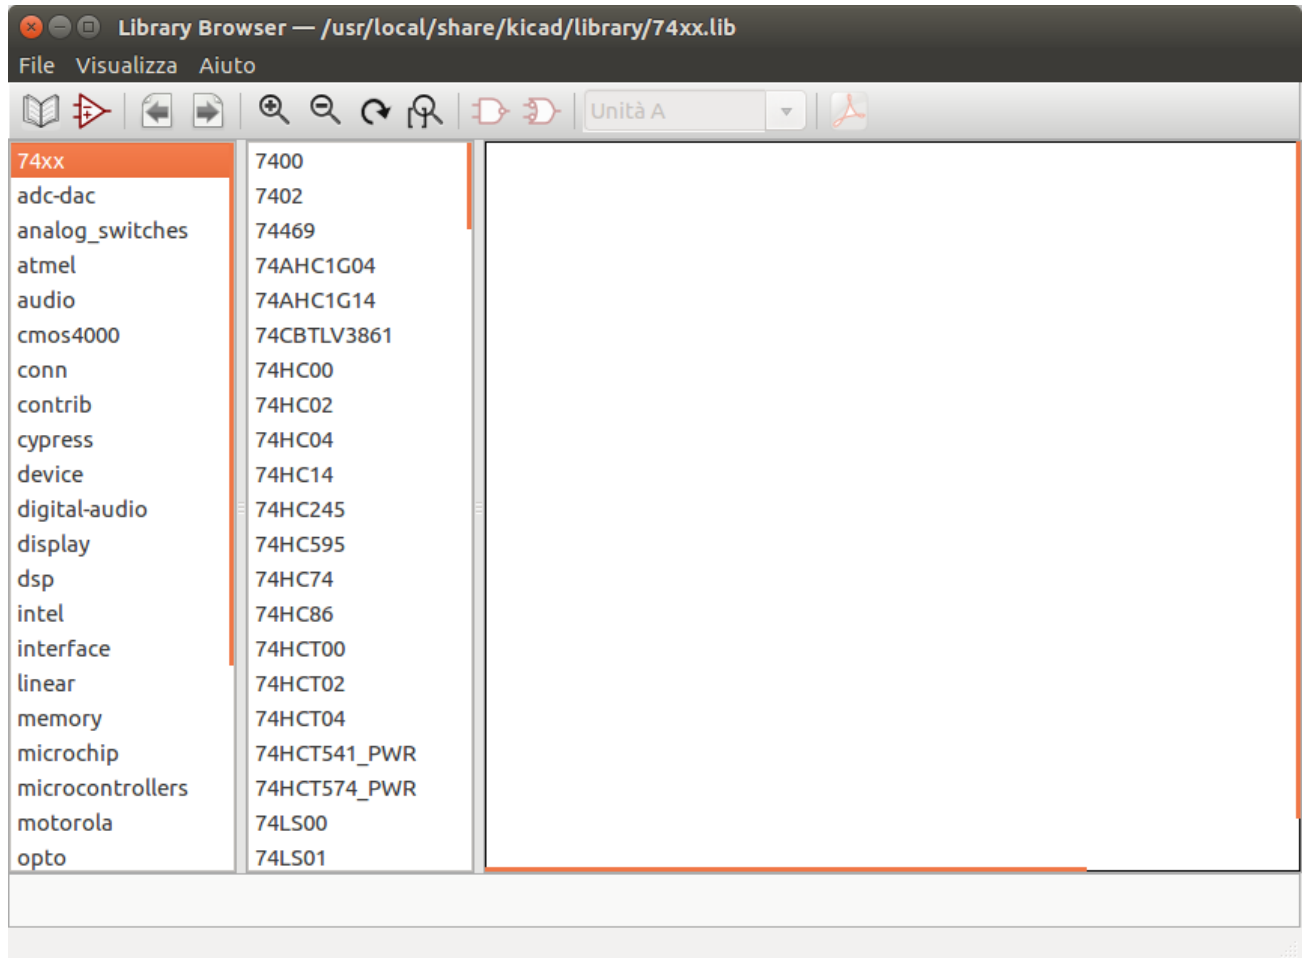 Library Browser — /usr/local/share/kicad/library/74xx.lib
File Visualizza Aiuto
Unità A
74xx
adc-dac
analog_switches
atmel
audio
cmos4000
conn
contrib
cypress
device
digital-audio
display
dsp
intel
interface
linear
memory
microchip
microcontrollers
motorola
opto
7400
7402
74469
74AHC1G04
74AHC1G14
74CBTLV3861
74HC00
74HC02
74HC04
74HC14
74HC245
74HC595
74HC74
74HC86
74HCT00
74HCT02
74HCT04
74HCT541_PWR
74HCT574_PWR
74LS00
74LS01